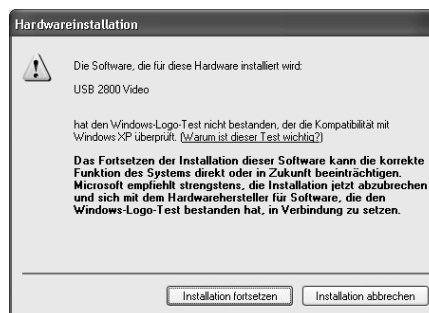 Hardwareinstallation
Die Software, die für diese Hardware installiert wird:
USB 2800 Video
hat den Windows-Logo-Test nicht bestanden, der die Kompatibilität mit
Windows XP überprüft. (Warum ist dieser Test wichtig?)
Das Fortsetzen der Installation dieser Software kann die korrekte
Funktion des Systems direkt oder in Zukunft beeinträchtigen.
Microsoft empfiehlt strengstens, die Installation jetzt abzubrechen
und sich mit dem Hardwarehersteller für Software, die den
Windows-Logo-Test bestanden hat, in Verbindung zu setzen.
Installation fortsetzen Installation abbrechen